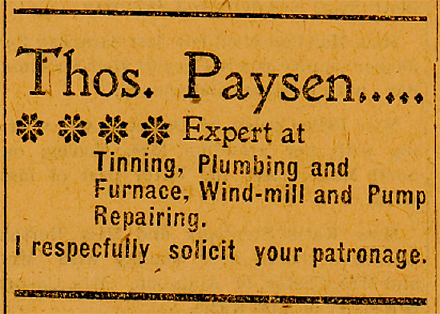 Thos. Paysen.....
Expert at
Tinning, Plumbing and
Furnace, Wind-mill and Pump
Repairing.
I respecfully solicit your patronage.